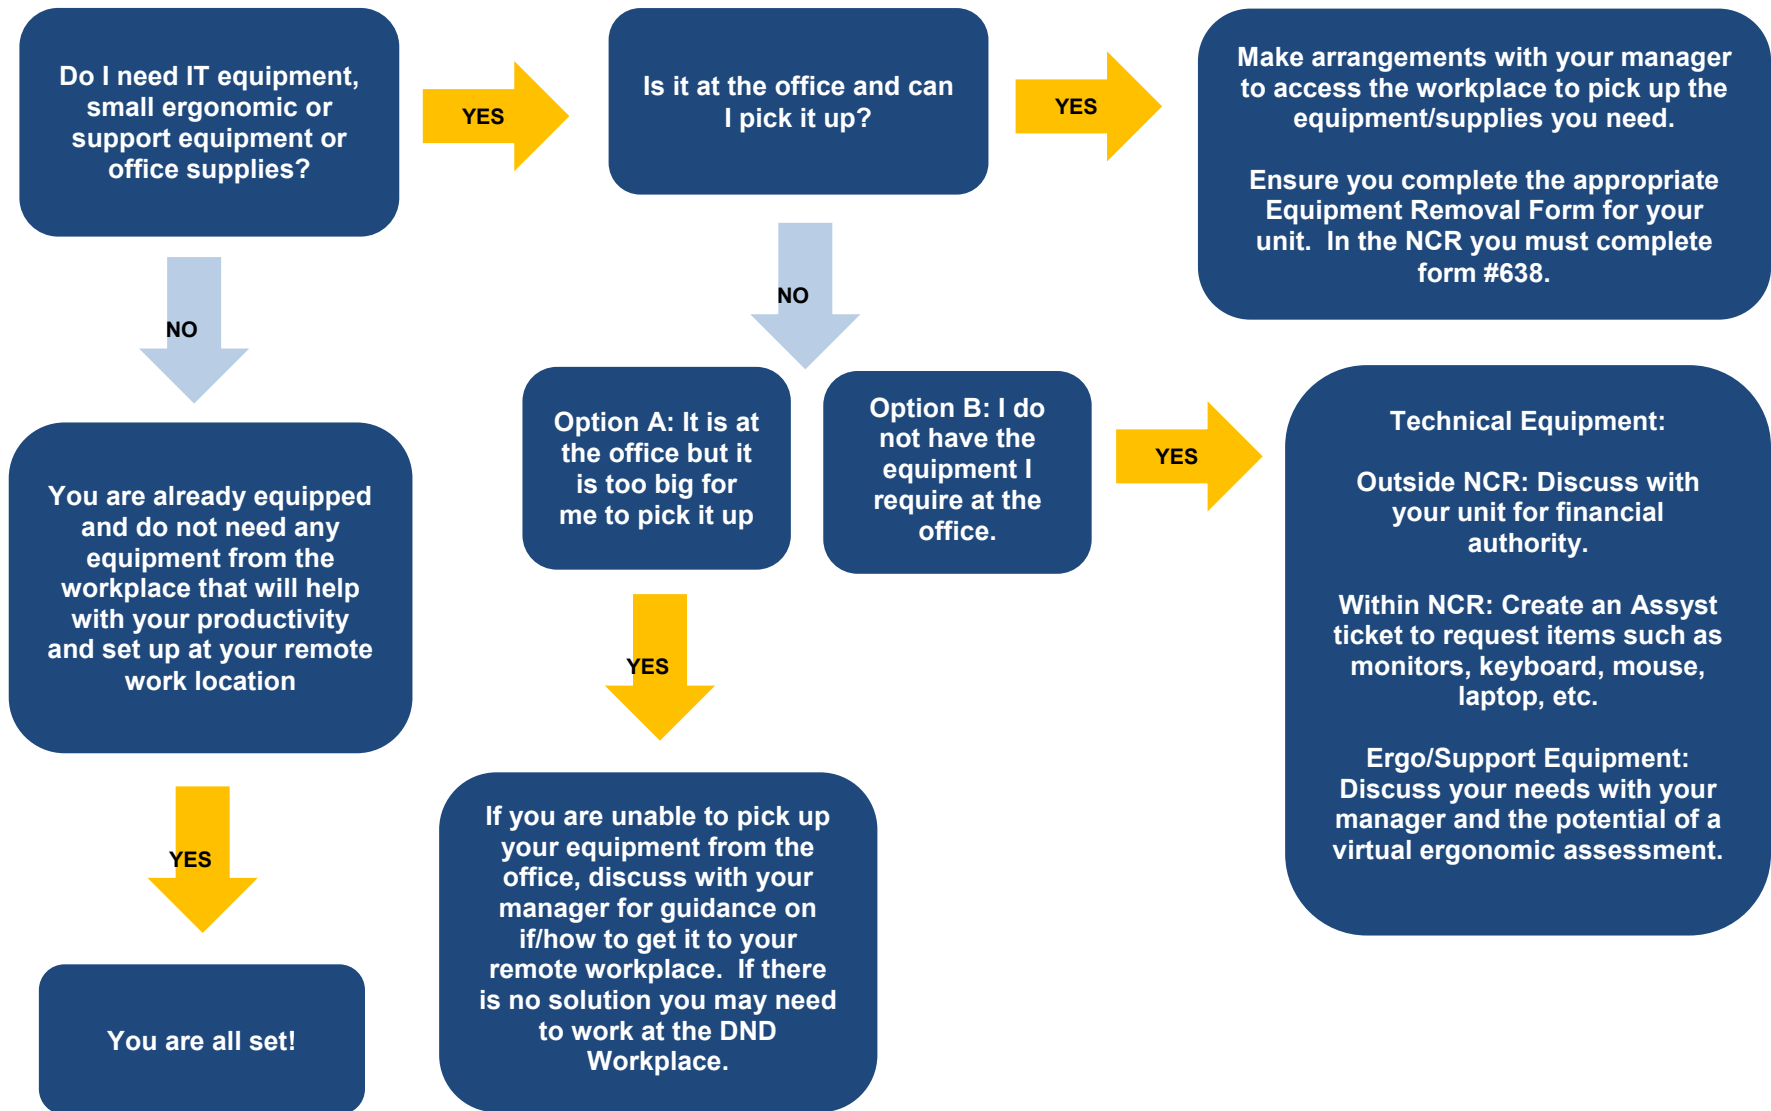 Do I need IT equipment,
small ergonomic or
support equipment or
office supplies?
YES
Is it at the office and can
I pick it up?
YES
Make arrangements with your manager
to access the workplace to pick up the
equipment/supplies you need.
Ensure you complete the appropriate
Equipment Removal Form for your
unit.  In the NCR you must complete
form #638.
NO
NO
You are already equipped
and do not need any
equipment from the
workplace that will help
with your productivity
and set up at your remote
work location
Option A: It is at
the office but it
is too big for
me to pick it up
Option B: I do
not have the
equipment I
require at the
office.
YES
Technical Equipment:
Outside NCR: Discuss with
your unit for financial
authority.
Within NCR: Create an Assyst
ticket to request items such as
monitors, keyboard, mouse,
laptop, etc.
Ergo/Support Equipment:
Discuss your needs with your
manager and the potential of a
virtual ergonomic assessment.
YES
YES
If you are unable to pick up
your equipment from the
office, discuss with your
manager for guidance on
if/how to get it to your
remote workplace.  If there
is no solution you may need
to work at the DND
Workplace.
You are all set!